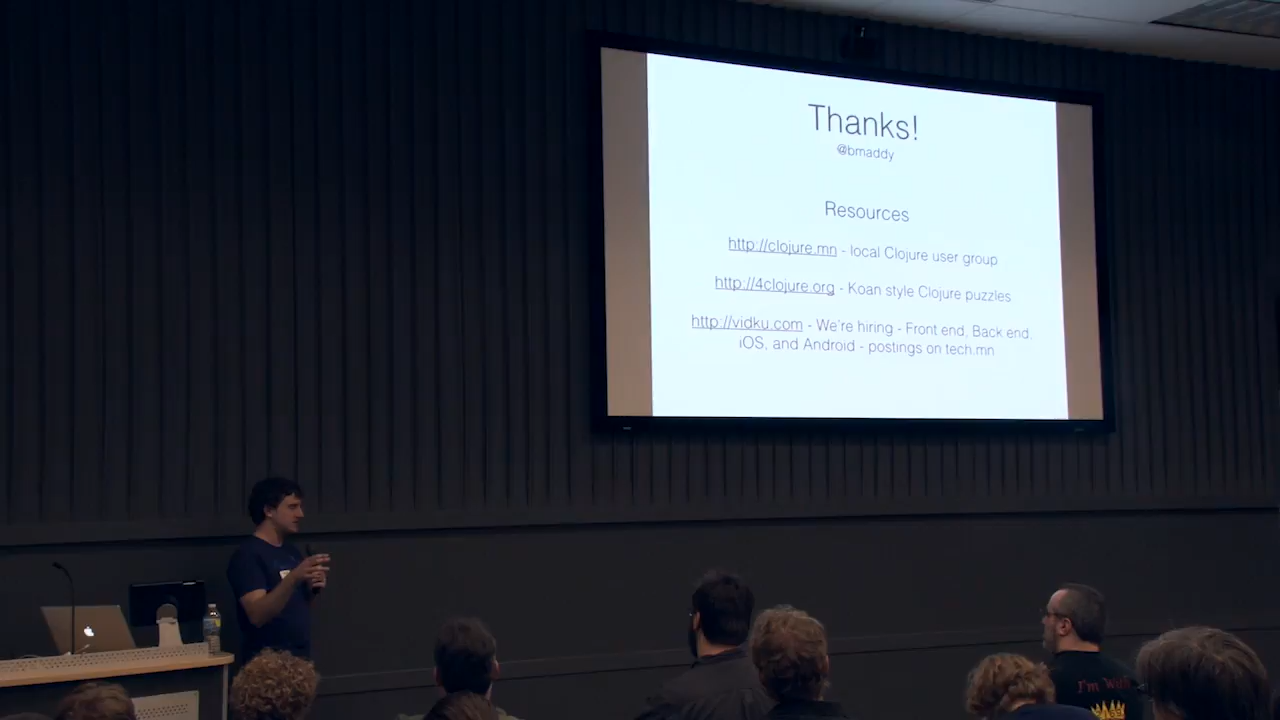 Thanks!
@bmaddy
Resources
http://clojure.mn - local Clojure user group
http://4clojure.org - Koan style Clojure puzzles
http://vidku.com - We're hiring - Front end, Back end,
iOS, and Android - postings on tech.mn
I'm With